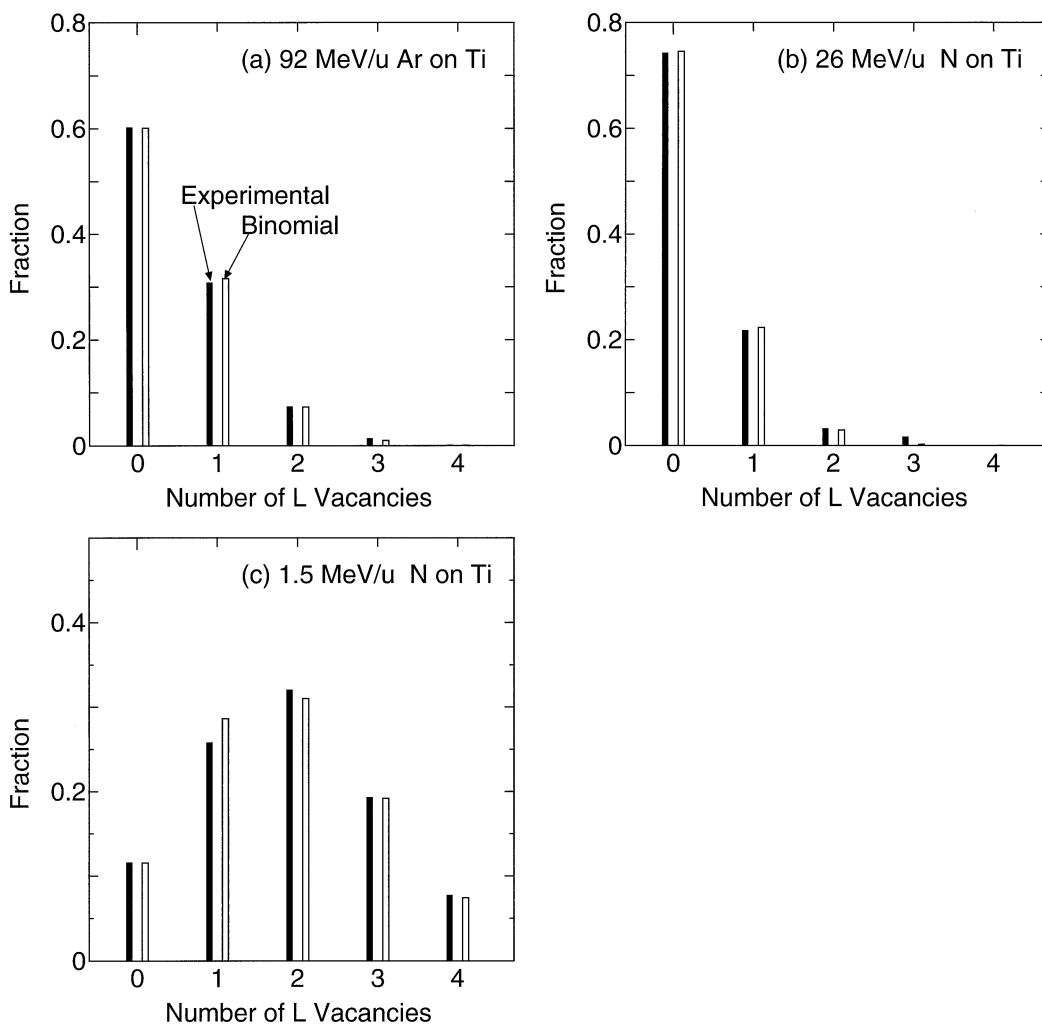 0.8
(a) 92 MeV/u Ar on Ti
0.6
Experimental
Binomial
0.4
Fraction
0.2
0
0 1 2 3 4
Number of L Vacancies
0.8
(b) 26 MeV/u N on Ti
0.6
0.4
Fraction
0.2
0
0 1 2 3 4
Number of L Vacancies
(c) 1.5 MeV/u N on Ti
0.4
Fraction
0.2
0
0 1 2 3 4
Number of L Vacancies